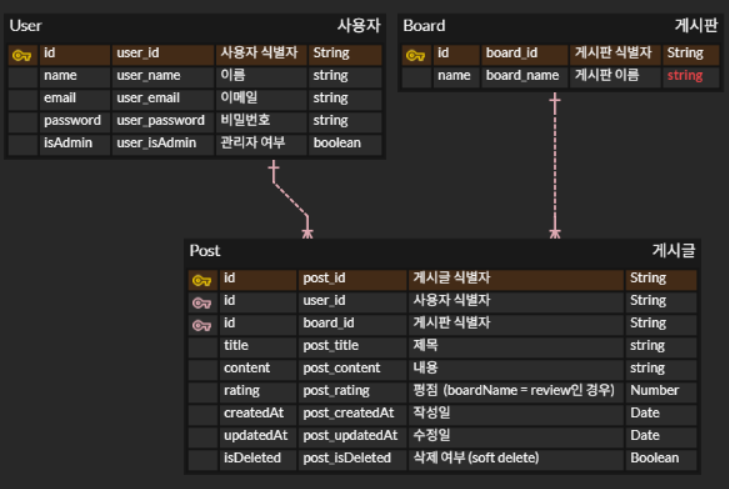 User 사용자
id user_id 사용자 식별자 String
name user_name 이름 string
email user_email 이메일 string
password user_password 비밀번호 string
isAdmin user_isAdmin 관리자 여부 boolean
Board 게시판
id board_id 게시판 식별자 String
name board_name 게시판 이름 string
Post 게시글
id post_id 게시글 식별자 String
id user_id 사용자 식별자 String
id board_id 게시판 식별자 String
title post_title 제목 string
content post_content 내용 string
rating post_rating 평점 (boardName = review인 경우) Number
createdAt post_createdAt 작성일 Date
updatedAt post_updatedAt 수정일 Date
isDeleted post_isDeleted 삭제 여부 (soft delete) Boolean